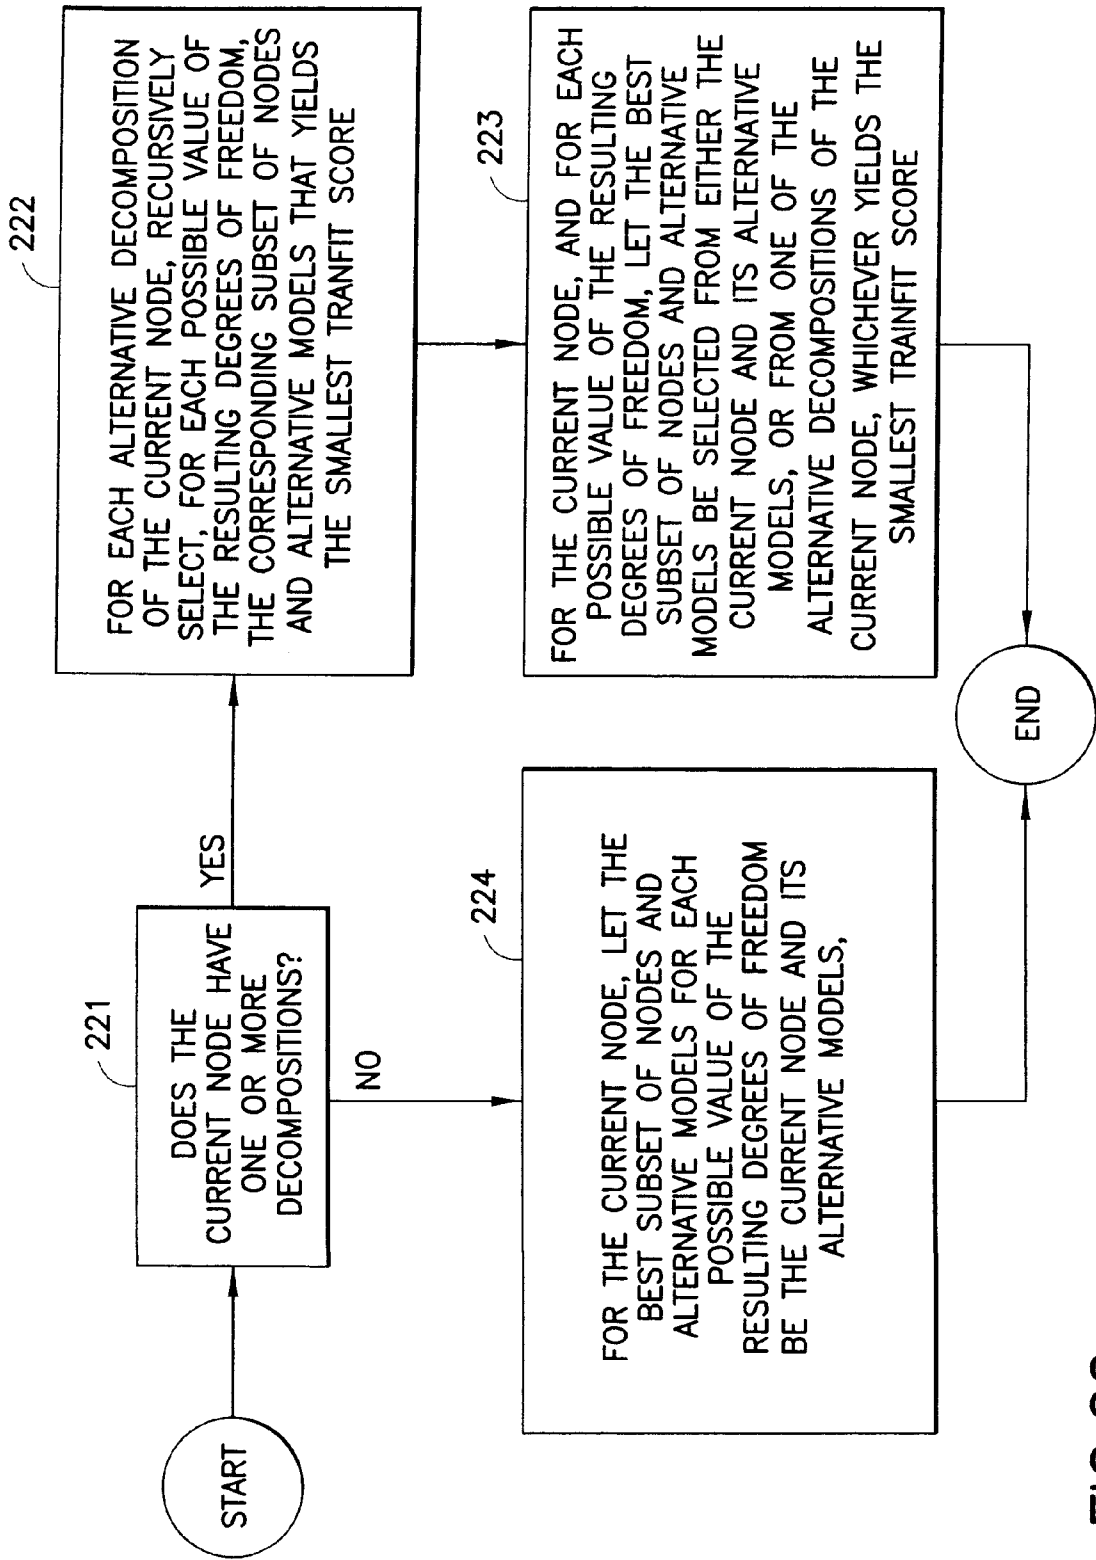 START
221
DOES THE
CURRENT NODE HAVE
ONE OR MORE
DECOMPOSITIONS?
YES
NO
222
FOR EACH ALTERNATIVE DECOMPOSITION
OF THE CURRENT NODE, RECURSIVELY
SELECT, FOR EACH POSSIBLE VALUE OF
THE RESULTING DEGREES OF FREEDOM,
THE CORRESPONDING SUBSET OF NODES
AND ALTERNATIVE MODELS THAT YIELDS
THE SMALLEST TRANFIT SCORE
224
FOR THE CURRENT NODE, LET THE
BEST SUBSET OF NODES AND
ALTERNATIVE MODELS FOR EACH
POSSIBLE VALUE OF THE
RESULTING DEGREES OF FREEDOM
BE THE CURRENT NODE AND ITS
ALTERNATIVE MODELS,
223
FOR THE CURRENT NODE, AND FOR EACH
POSSIBLE VALUE OF THE RESULTING
DEGREES OF FREEDOM, LET THE BEST
SUBSET OF NODES AND ALTERNATIVE
MODELS BE SELECTED FROM EITHER THE
CURRENT NODE AND ITS ALTERNATIVE
MODELS, OR FROM ONE OF THE
ALTERNATIVE DECOMPOSITIONS OF THE
CURRENT NODE, WHICHEVER YIELDS THE
SMALLEST TRAINFIT SCORE
END